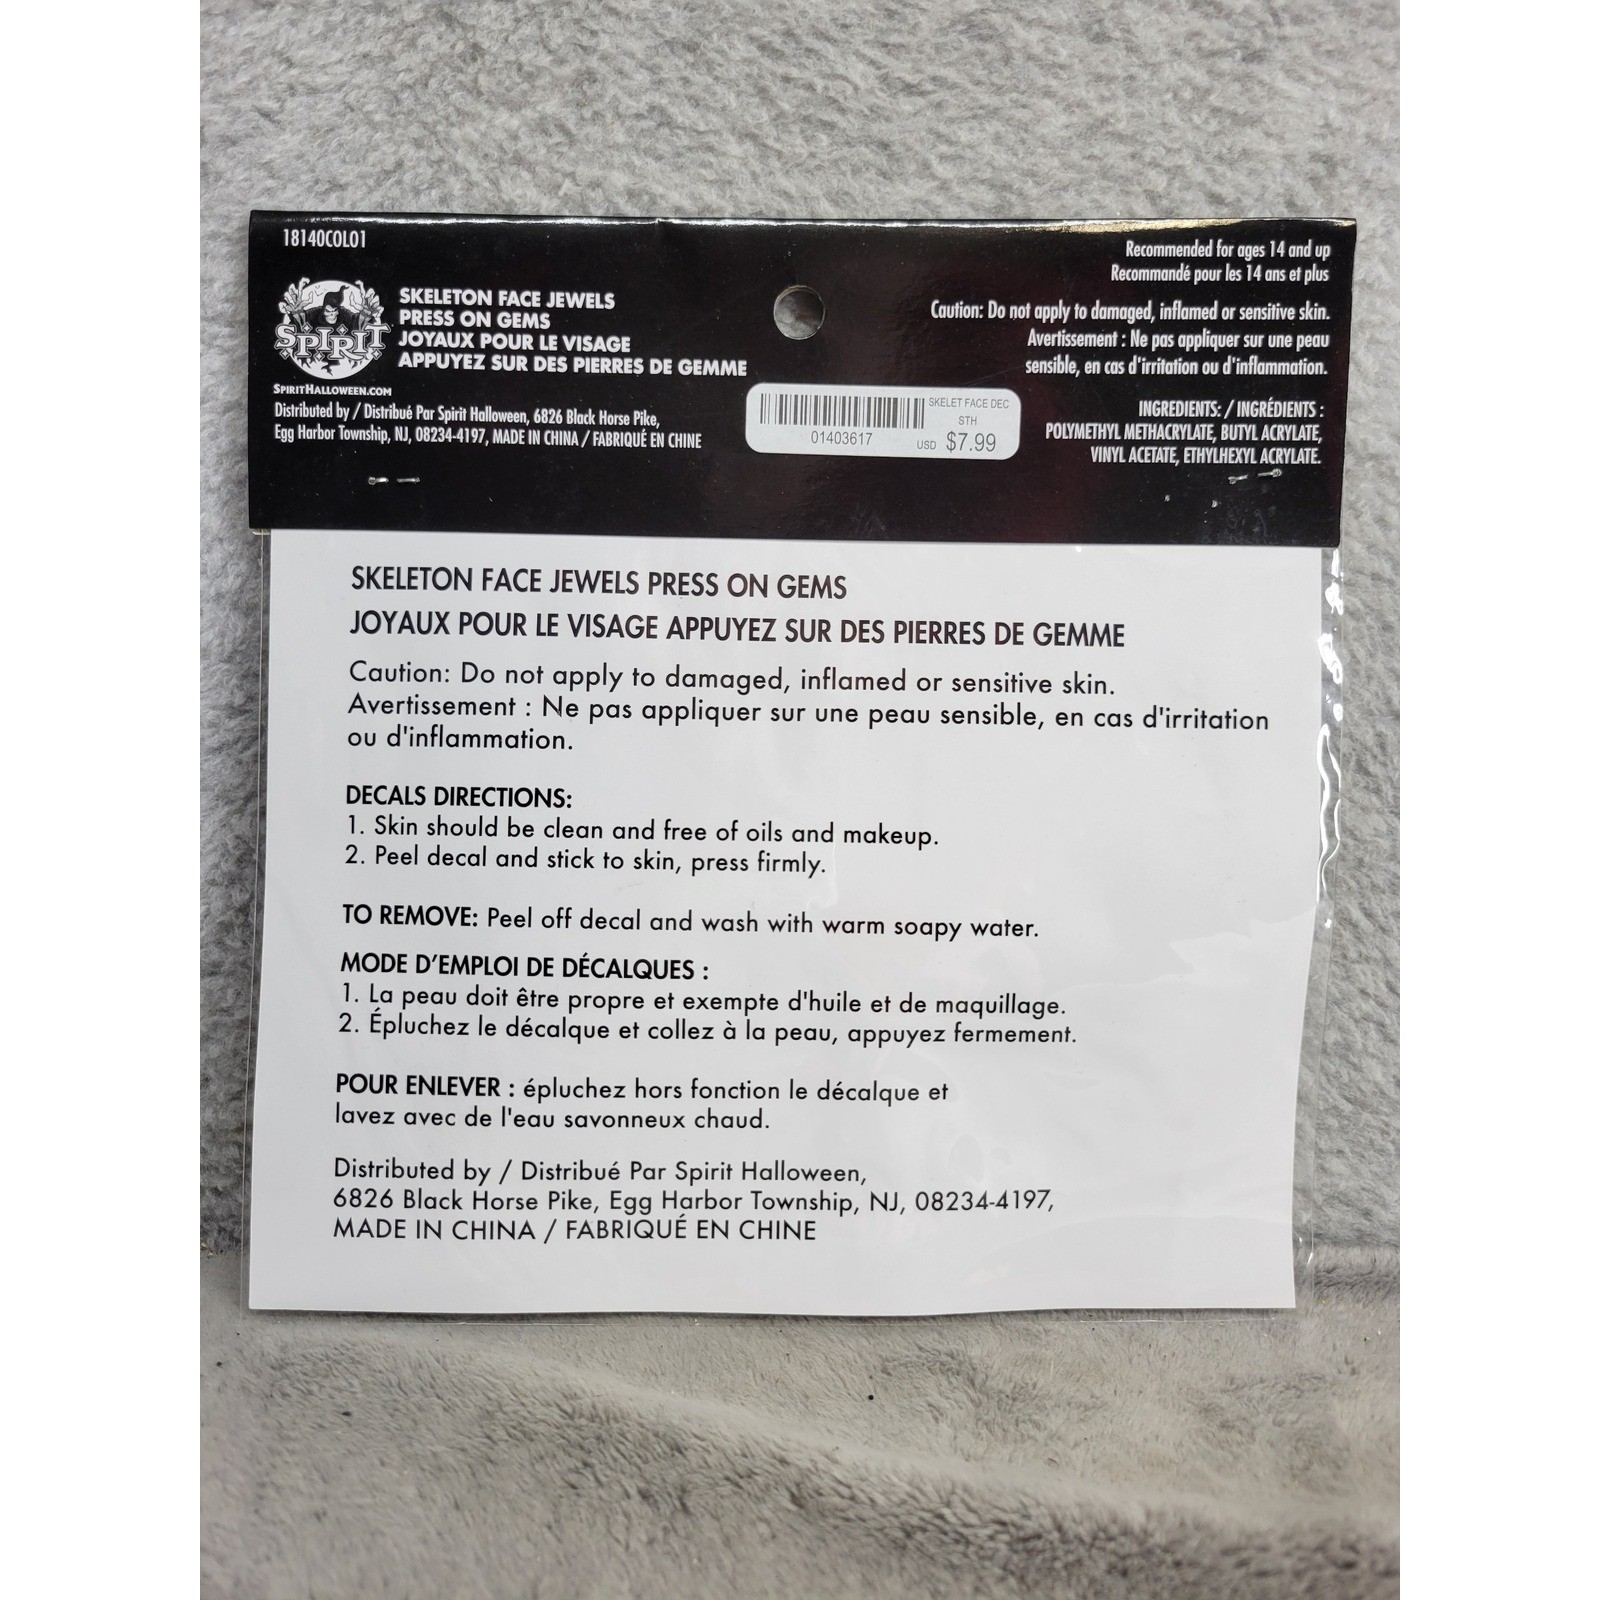 18140COL01
SPIRIT
SPIRITHALLOWEEN.COM
SKELETON FACE JEWELS
PRESS ON GEMS
JOYAUX POUR LE VISAGE
APPUYEZ SUR DES PIERRES DE GEMME
Distributed by / Distribué Par Spirit Halloween, 6826 Black Horse Pike,
Egg Harbor Township, NJ, 08234-4197, MADE IN CHINA / FABRIQUÉ EN CHINE
SKELET FACE DEC
STH
01403617
USD $7.99
Recommended for ages 14 and up
Recommandé pour les 14 ans et plus
Caution: Do not apply to damaged, inflamed or sensitive skin.
Avertissement : Ne pas appliquer sur une peau
sensible, en cas d'irritation ou d'inflammation.
INGREDIENTS: / INGRÉDIENTS :
POLYMETHYL METHACRYLATE, BUTYL ACRYLATE,
VINYL ACETATE, ETHYLHEXYL ACRYLATE.
SKELETON FACE JEWELS PRESS ON GEMS
JOYAUX POUR LE VISAGE APPUYEZ SUR DES PIERRES DE GEMME
Caution: Do not apply to damaged, inflamed or sensitive skin.
Avertissement : Ne pas appliquer sur une peau sensible, en cas d'irritation
ou d'inflammation.
DECALS DIRECTIONS:
1. Skin should be clean and free of oils and makeup.
2. Peel decal and stick to skin, press firmly.
TO REMOVE: Peel off decal and wash with warm soapy water.
MODE D'EMPLOI DE DÉCALQUES :
1. La peau doit être propre et exempte d'huile et de maquillage.
2. Épluchez le décalque et collez à la peau, appuyez fermement.
POUR ENLEVER : épluchez hors fonction le décalque et
lavez avec de l'eau savonneux chaud.
Distributed by / Distribué Par Spirit Halloween,
6826 Black Horse Pike, Egg Harbor Township, NJ, 08234-4197,
MADE IN CHINA / FABRIQUÉ EN CHINE